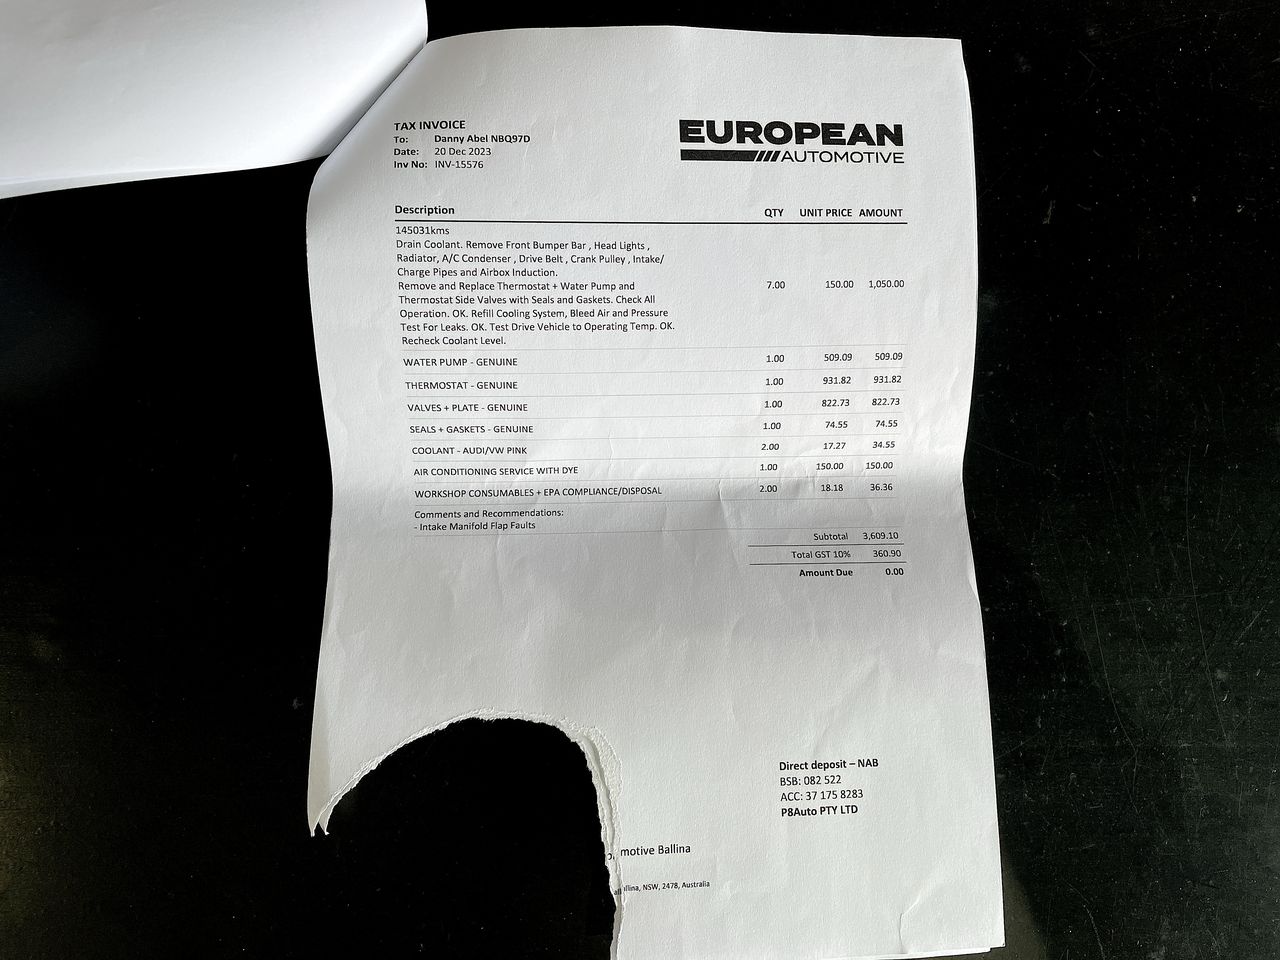 TAX INVOICE
To: Danny Abel NBQ97D
Date: 20 Dec 2023
Inv No: INV-15576
EUROPEAN
AUTOMOTIVE
Description QTY UNIT PRICE AMOUNT
145031kms
Drain Coolant. Remove Front Bumper Bar , Head Lights ,
Radiator, A/C Condenser , Drive Belt , Crank Pulley , Intake/
Charge Pipes and Airbox Induction.
Remove and Replace Thermostat + Water Pump and 7.00 150.00 1,050.00
Thermostat Side Valves with Seals and Gaskets. Check All
Operation. OK. Refill Cooling System, Bleed Air and Pressure
Test For Leaks. OK. Test Drive Vehicle to Operating Temp. OK.
Recheck Coolant Level.
WATER PUMP - GENUINE 1.00 509.09 509.09
THERMOSTAT - GENUINE 1.00 931.82 931.82
VALVES + PLATE - GENUINE 1.00 822.73 822.73
SEALS + GASKETS - GENUINE 1.00 74.55 74.55
COOLANT - AUDI/VW PINK 2.00 17.27 34.55
AIR CONDITIONING SERVICE WITH DYE 1.00 150.00 150.00
WORKSHOP CONSUMABLES + EPA COMPLIANCE/DISPOSAL 2.00 18.18 36.36
Comments and Recommendations:
- Intake Manifold Flap Faults
Subtotal 3,609.10
Total GST 10% 360.90
Amount Due 0.00
Direct deposit – NAB
BSB: 082 522
ACC: 37 175 8283
P8Auto PTY LTD
motive Ballina
llina, NSW, 2478, Australia